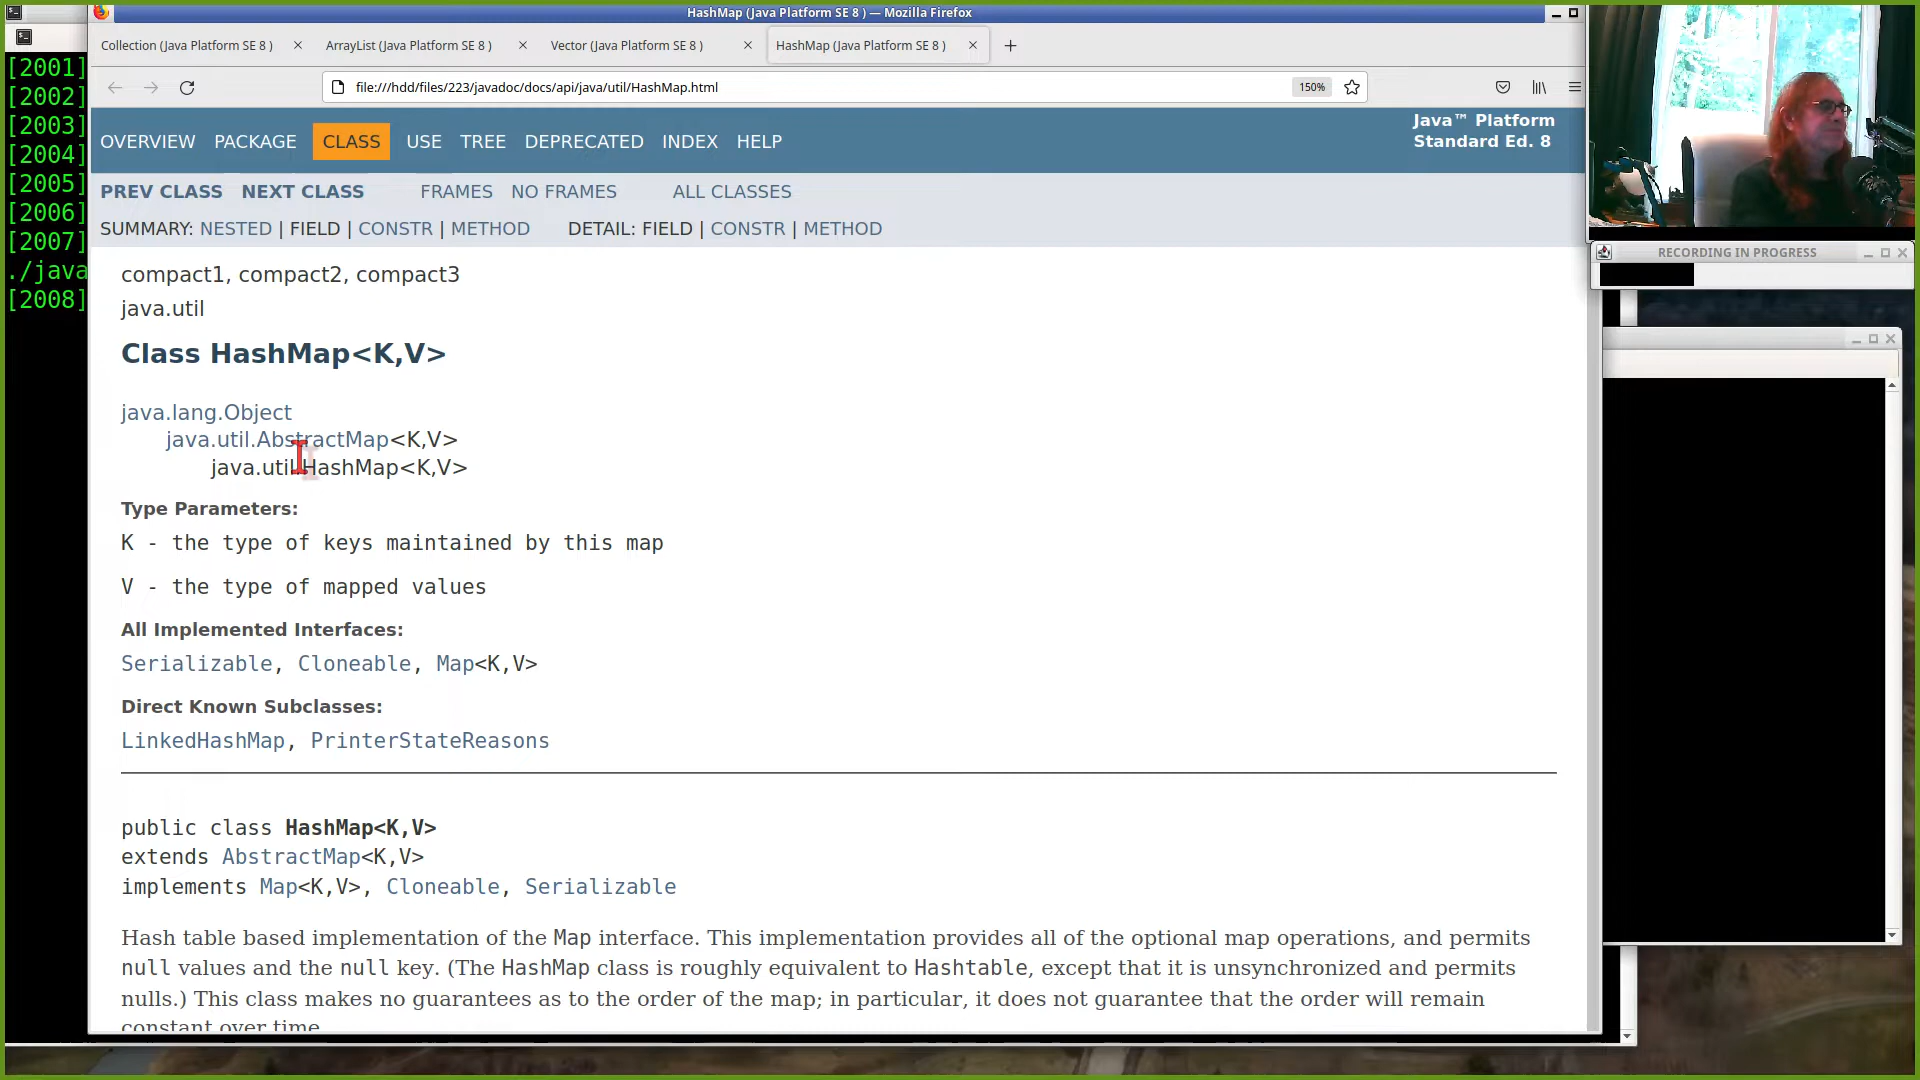 HashMap (Java Platform SE 8 ) — Mozilla Firefox
Collection (Java Platform SE 8 )
ArrayList (Java Platform SE 8 )
Vector (Java Platform SE 8 )
HashMap (Java Platform SE 8 )
file:///hdd/files/223/javadoc/docs/api/java/util/HashMap.html
150%
[2001]
[2002]
[2003]
[2004]
[2005]
[2006]
[2007]
./java
[2008]
OVERVIEW PACKAGE CLASS USE TREE DEPRECATED INDEX HELP
Java™ Platform
Standard Ed. 8
PREV CLASS NEXT CLASS FRAMES NO FRAMES ALL CLASSES
SUMMARY: NESTED | FIELD | CONSTR | METHOD DETAIL: FIELD | CONSTR | METHOD
RECORDING IN PROGRESS
compact1, compact2, compact3
java.util
Class HashMap<K,V>
java.lang.Object
java.util.AbstractMap<K,V>
java.util.HashMap<K,V>
Type Parameters:
K - the type of keys maintained by this map
V - the type of mapped values
All Implemented Interfaces:
Serializable, Cloneable, Map<K,V>
Direct Known Subclasses:
LinkedHashMap, PrinterStateReasons
public class HashMap<K,V>
extends AbstractMap<K,V>
implements Map<K,V>, Cloneable, Serializable
Hash table based implementation of the Map interface. This implementation provides all of the optional map operations, and permits
null values and the null key. (The HashMap class is roughly equivalent to Hashtable, except that it is unsynchronized and permits
nulls.) This class makes no guarantees as to the order of the map; in particular, it does not guarantee that the order will remain
constant over time.